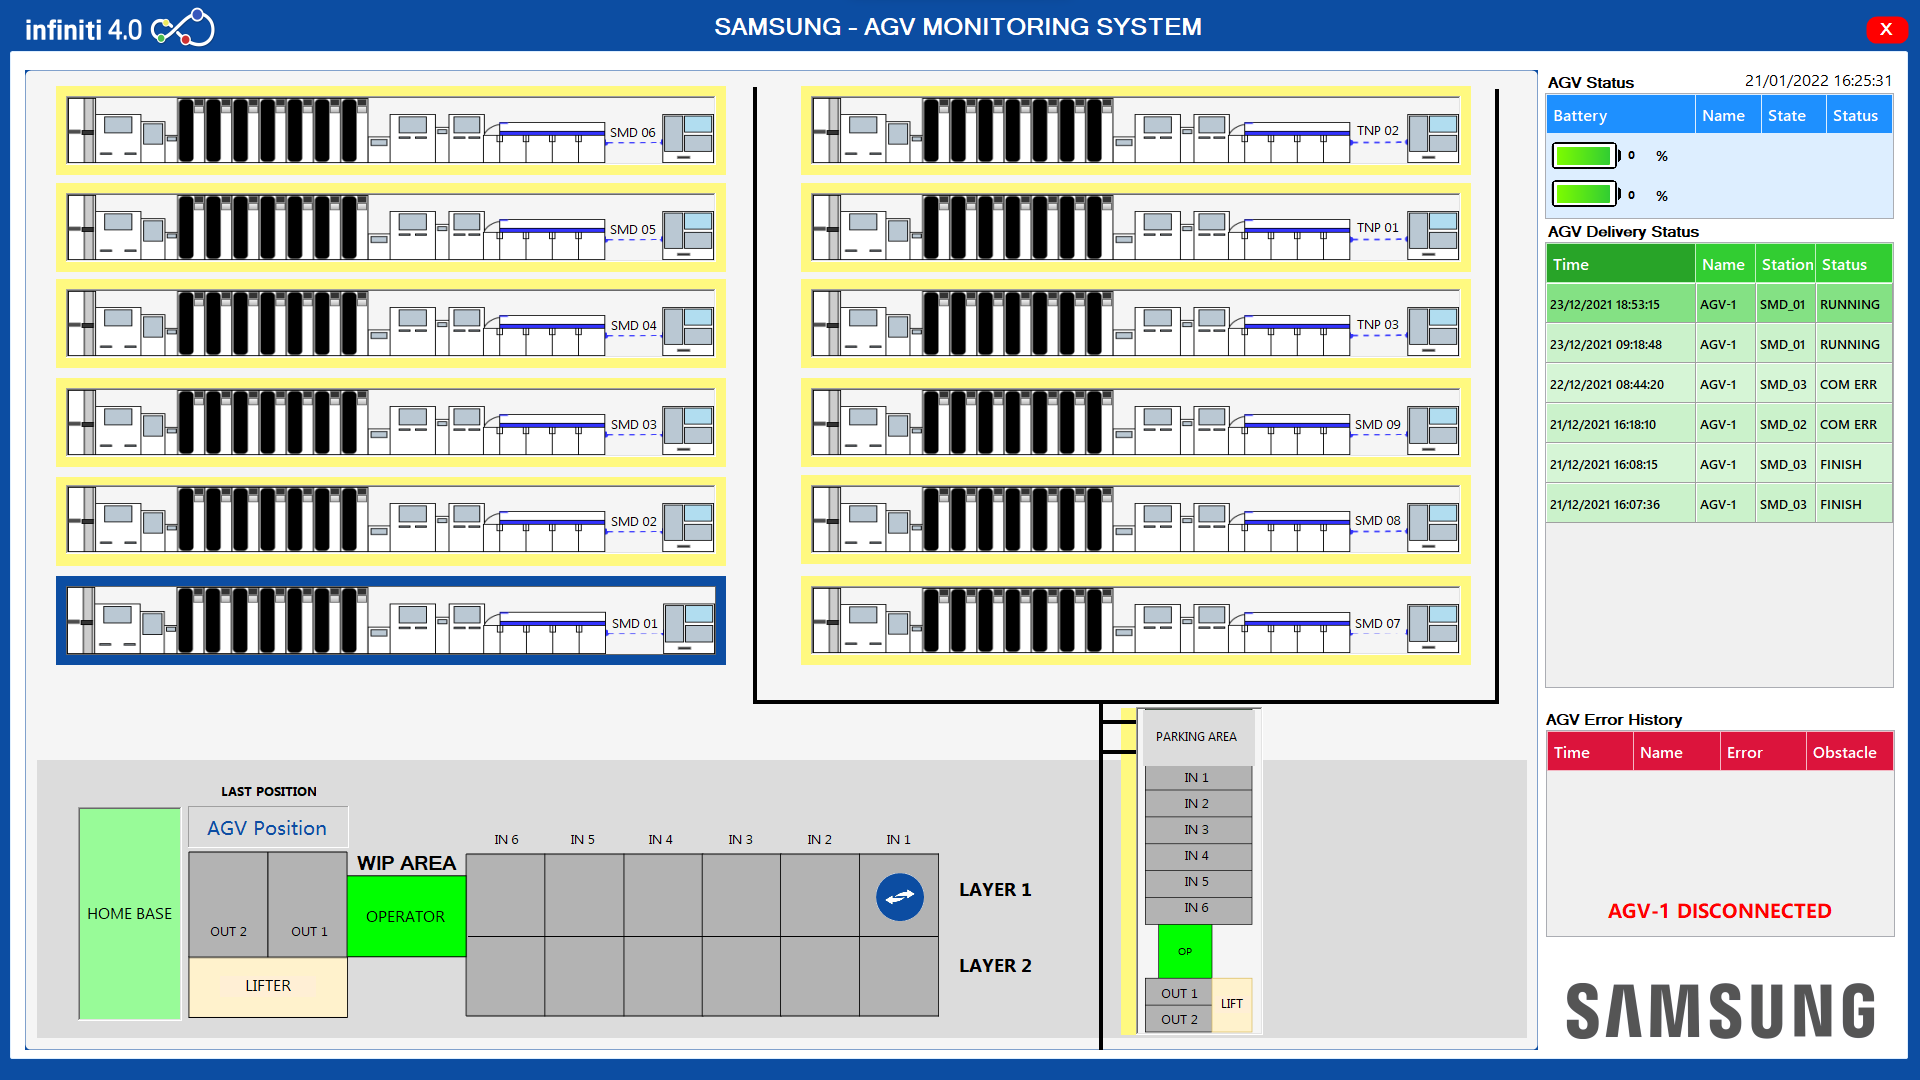 infiniti 4.0
SAMSUNG - AGV MONITORING SYSTEM
X
SMD 06
SMD 05
SMD 04
SMD 03
SMD 02
SMD 01
TNP 02
TNP 01
TNP 03
SMD 09
SMD 08
SMD 07
LAST POSITION
AGV Position
HOME BASE
OUT 2 OUT 1
LIFTER
WIP AREA
OPERATOR
IN 6 IN 5 IN 4 IN 3 IN 2 IN 1
LAYER 1
LAYER 2
PARKING AREA
IN 1
IN 2
IN 3
IN 4
IN 5
IN 6
OP
OUT 1
OUT 2
LIFT
AGV Status 21/01/2022 16:25:31
Battery Name State Status
0 %
0 %
AGV Delivery Status
Time Name Station Status
23/12/2021 18:53:15 AGV-1 SMD_01 RUNNING
23/12/2021 09:18:48 AGV-1 SMD_01 RUNNING
22/12/2021 08:44:20 AGV-1 SMD_03 COM ERR
21/12/2021 16:18:10 AGV-1 SMD_02 COM ERR
21/12/2021 16:08:15 AGV-1 SMD_03 FINISH
21/12/2021 16:07:36 AGV-1 SMD_03 FINISH
AGV Error History
Time Name Error Obstacle
AGV-1 DISCONNECTED
SAMSUNG